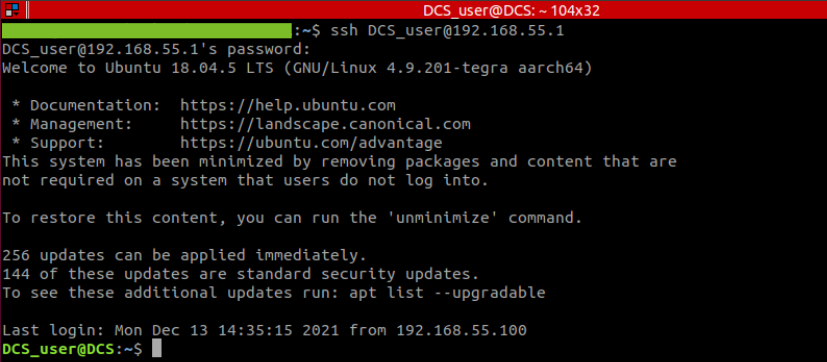 DCS_user@DCS: ~ 104x32
:~$ ssh DCS_user@192.168.55.1
DCS_user@192.168.55.1's password:
Welcome to Ubuntu 18.04.5 LTS (GNU/Linux 4.9.201-tegra aarch64)
* Documentation:  https://help.ubuntu.com
* Management:     https://landscape.canonical.com
* Support:        https://ubuntu.com/advantage
This system has been minimized by removing packages and content that are
not required on a system that users do not log into.
To restore this content, you can run the 'unminimize' command.
256 updates can be applied immediately.
144 of these updates are standard security updates.
To see these additional updates run: apt list --upgradable
Last login: Mon Dec 13 14:35:15 2021 from 192.168.55.100
DCS_user@DCS:~$